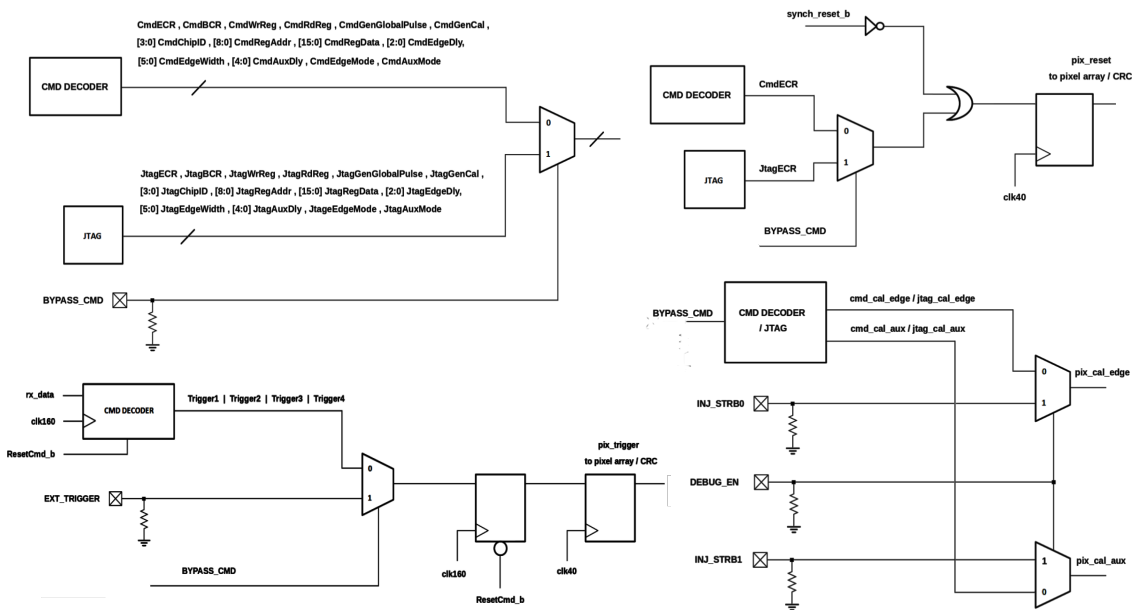 CmdECR , CmdBCR , CmdWrReg , CmdRdReg , CmdGenGlobalPulse , CmdGenCal ,
[3:0] CmdChipID , [8:0] CmdRegAddr , [15:0] CmdRegData , [2:0] CmdEdgeDly,
[5:0] CmdEdgeWidth , [4:0] CmdAuxDly , CmdEdgeMode , CmdAuxMode
CMD DECODER
0
1
JtagECR , JtagBCR , JtagWrReg , JtagRdReg , JtagGenGlobalPulse , JtagGenCal ,
[3:0] JtagChipID , [8:0] JtagRegAddr , [15:0] JtagRegData , [2:0] JtagEdgeDly,
[5:0] JtagEdgeWidth , [4:0] JtagAuxDly , JtageEdgeMode , JtagAuxMode
JTAG
BYPASS_CMD
synch_reset_b
pix_reset
to pixel array / CRC
CMD DECODER
CmdECR
0
1
JTAG
JtagECR
clk40
BYPASS_CMD
rx_data
CMD DECODER
clk160
ResetCmd_b
Trigger1 | Trigger2 | Trigger3 | Trigger4
0
1
EXT_TRIGGER
BYPASS_CMD
pix_trigger
to pixel array / CRC
clk160
clk40
ResetCmd_b
BYPASS_CMD
CMD DECODER
/ JTAG
cmd_cal_edge / jtag_cal_edge
cmd_cal_aux / jtag_cal_aux
0
1
pix_cal_edge
INJ_STRB0
DEBUG_EN
INJ_STRB1
1
0
pix_cal_aux